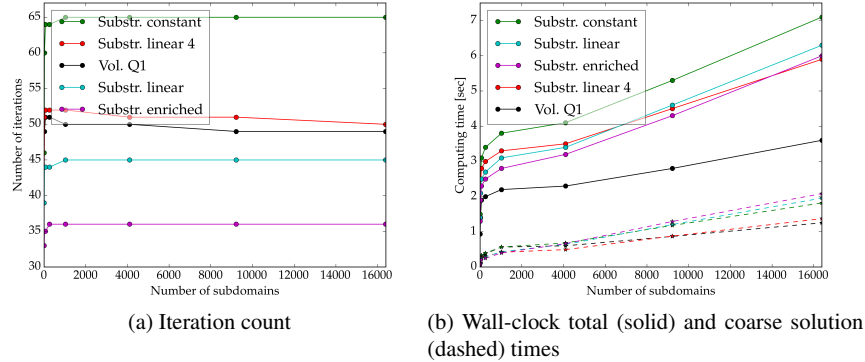 65
60
55
50
45
40
35
30
Number of iterations
Substr. constant
Substr. linear 4
Vol. Q1
Substr. linear
Substr. enriched
0 2000 4000 6000 8000 10000 12000 14000 16000
Number of subdomains
(a) Iteration count
8
7
6
5
4
3
2
1
0
Computing time [sec]
Substr. constant
Substr. linear
Substr. enriched
Substr. linear 4
Vol. Q1
0 2000 4000 6000 8000 10000 12000 14000 16000
Number of subdomains
(b) Wall-clock total (solid) and coarse solution
(dashed) times